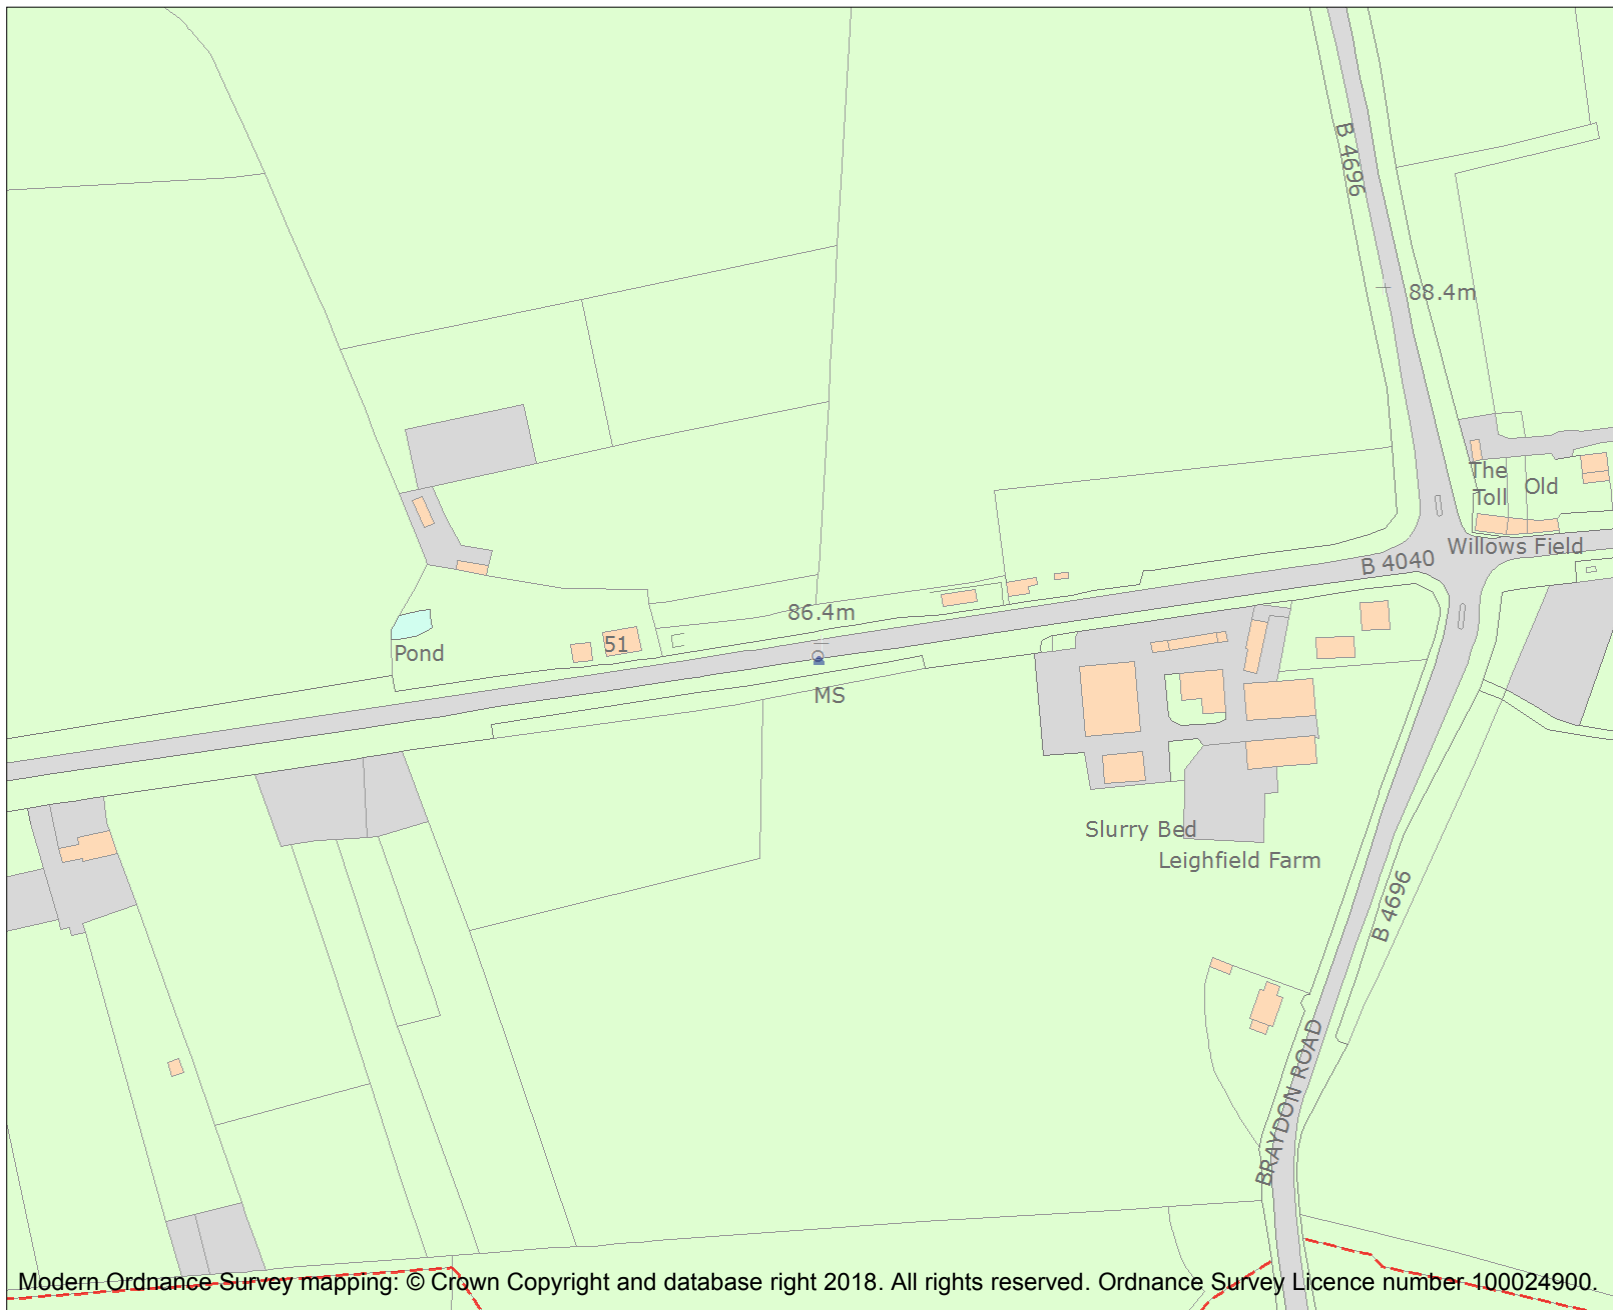 B 4696
88.4m
The
Toll
Old
Willows Field
B 4040
86.4m
51
Pond
MS
Slurry Bed
Leighfield Farm
B 4696
BRAYDON ROAD
Modern Ordnance Survey mapping: © Crown Copyright and database right 2018. All rights reserved. Ordnance Survey Licence number 100024900.